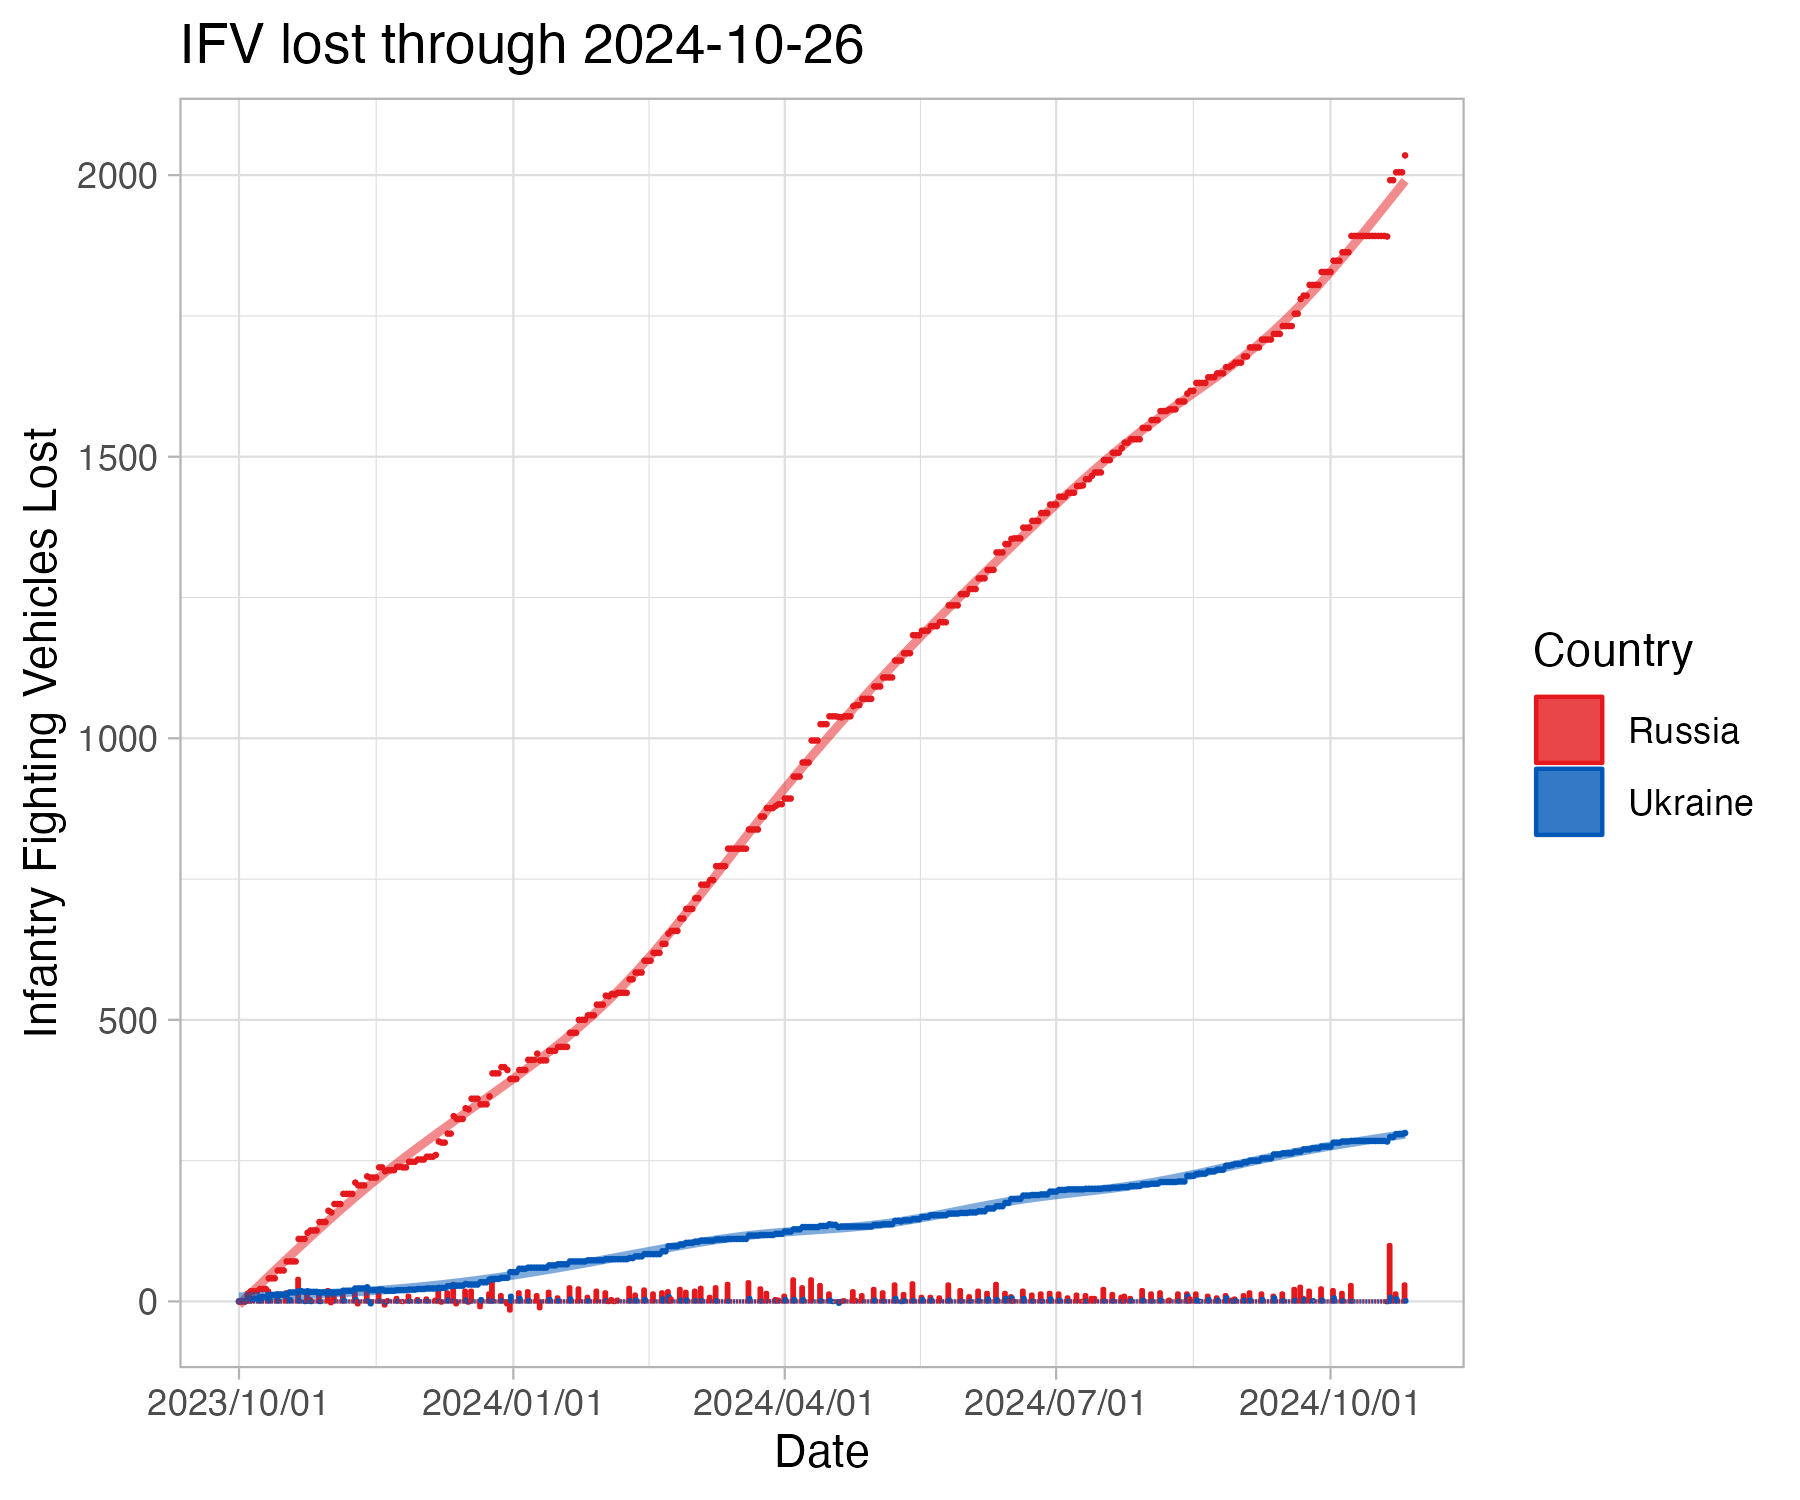 IFV lost through 2024-10-26
Infantry Fighting Vehicles Lost
2000
1500
1000
500
0
2023/10/01
2024/01/01
2024/04/01
2024/07/01
2024/10/01
Date
Country
Russia
Ukraine